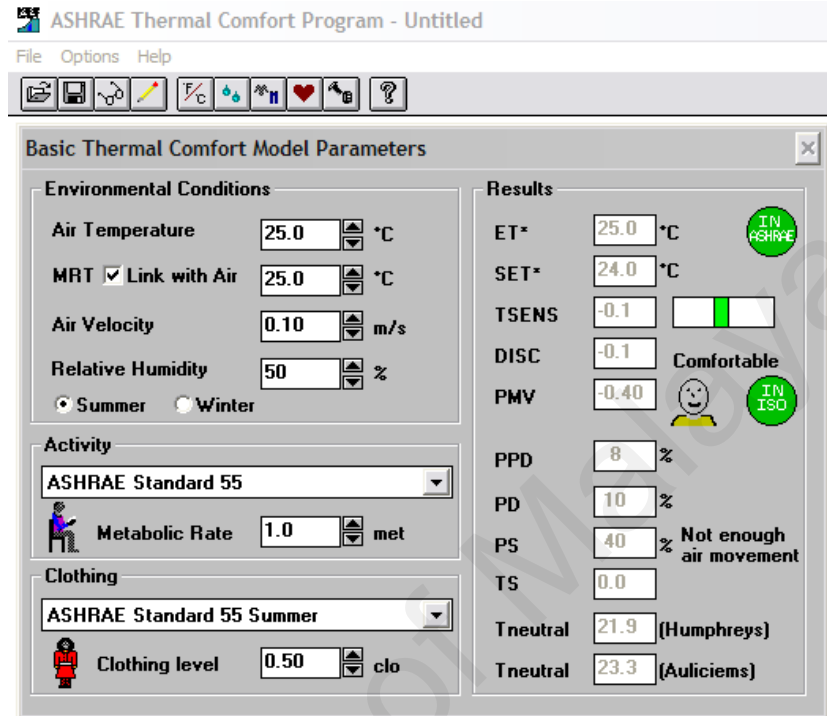 ASHRAE Thermal Comfort Program - Untitled
File Options Help
°F/C
?
Basic Thermal Comfort Model Parameters
Environmental Conditions
Air Temperature 25.0 °C
MRT Link with Air 25.0 °C
Air Velocity 0.10 m/s
Relative Humidity 50 %
Summer Winter
Activity
ASHRAE Standard 55
Metabolic Rate 1.0 met
Clothing
ASHRAE Standard 55 Summer
Clothing level 0.50 clo
Results
ET* 25.0 °C IN ASHRAE
SET* 24.0 °C
TSENS -0.1
DISC -0.1 Comfortable
PMV -0.40 IN ISO
PPD 8 %
PD 10 %
PS 40 % Not enough
air movement
TS 0.0
Tneutral 21.9 (Humphreys)
Tneutral 23.3 (Auliciems)
of Malaya